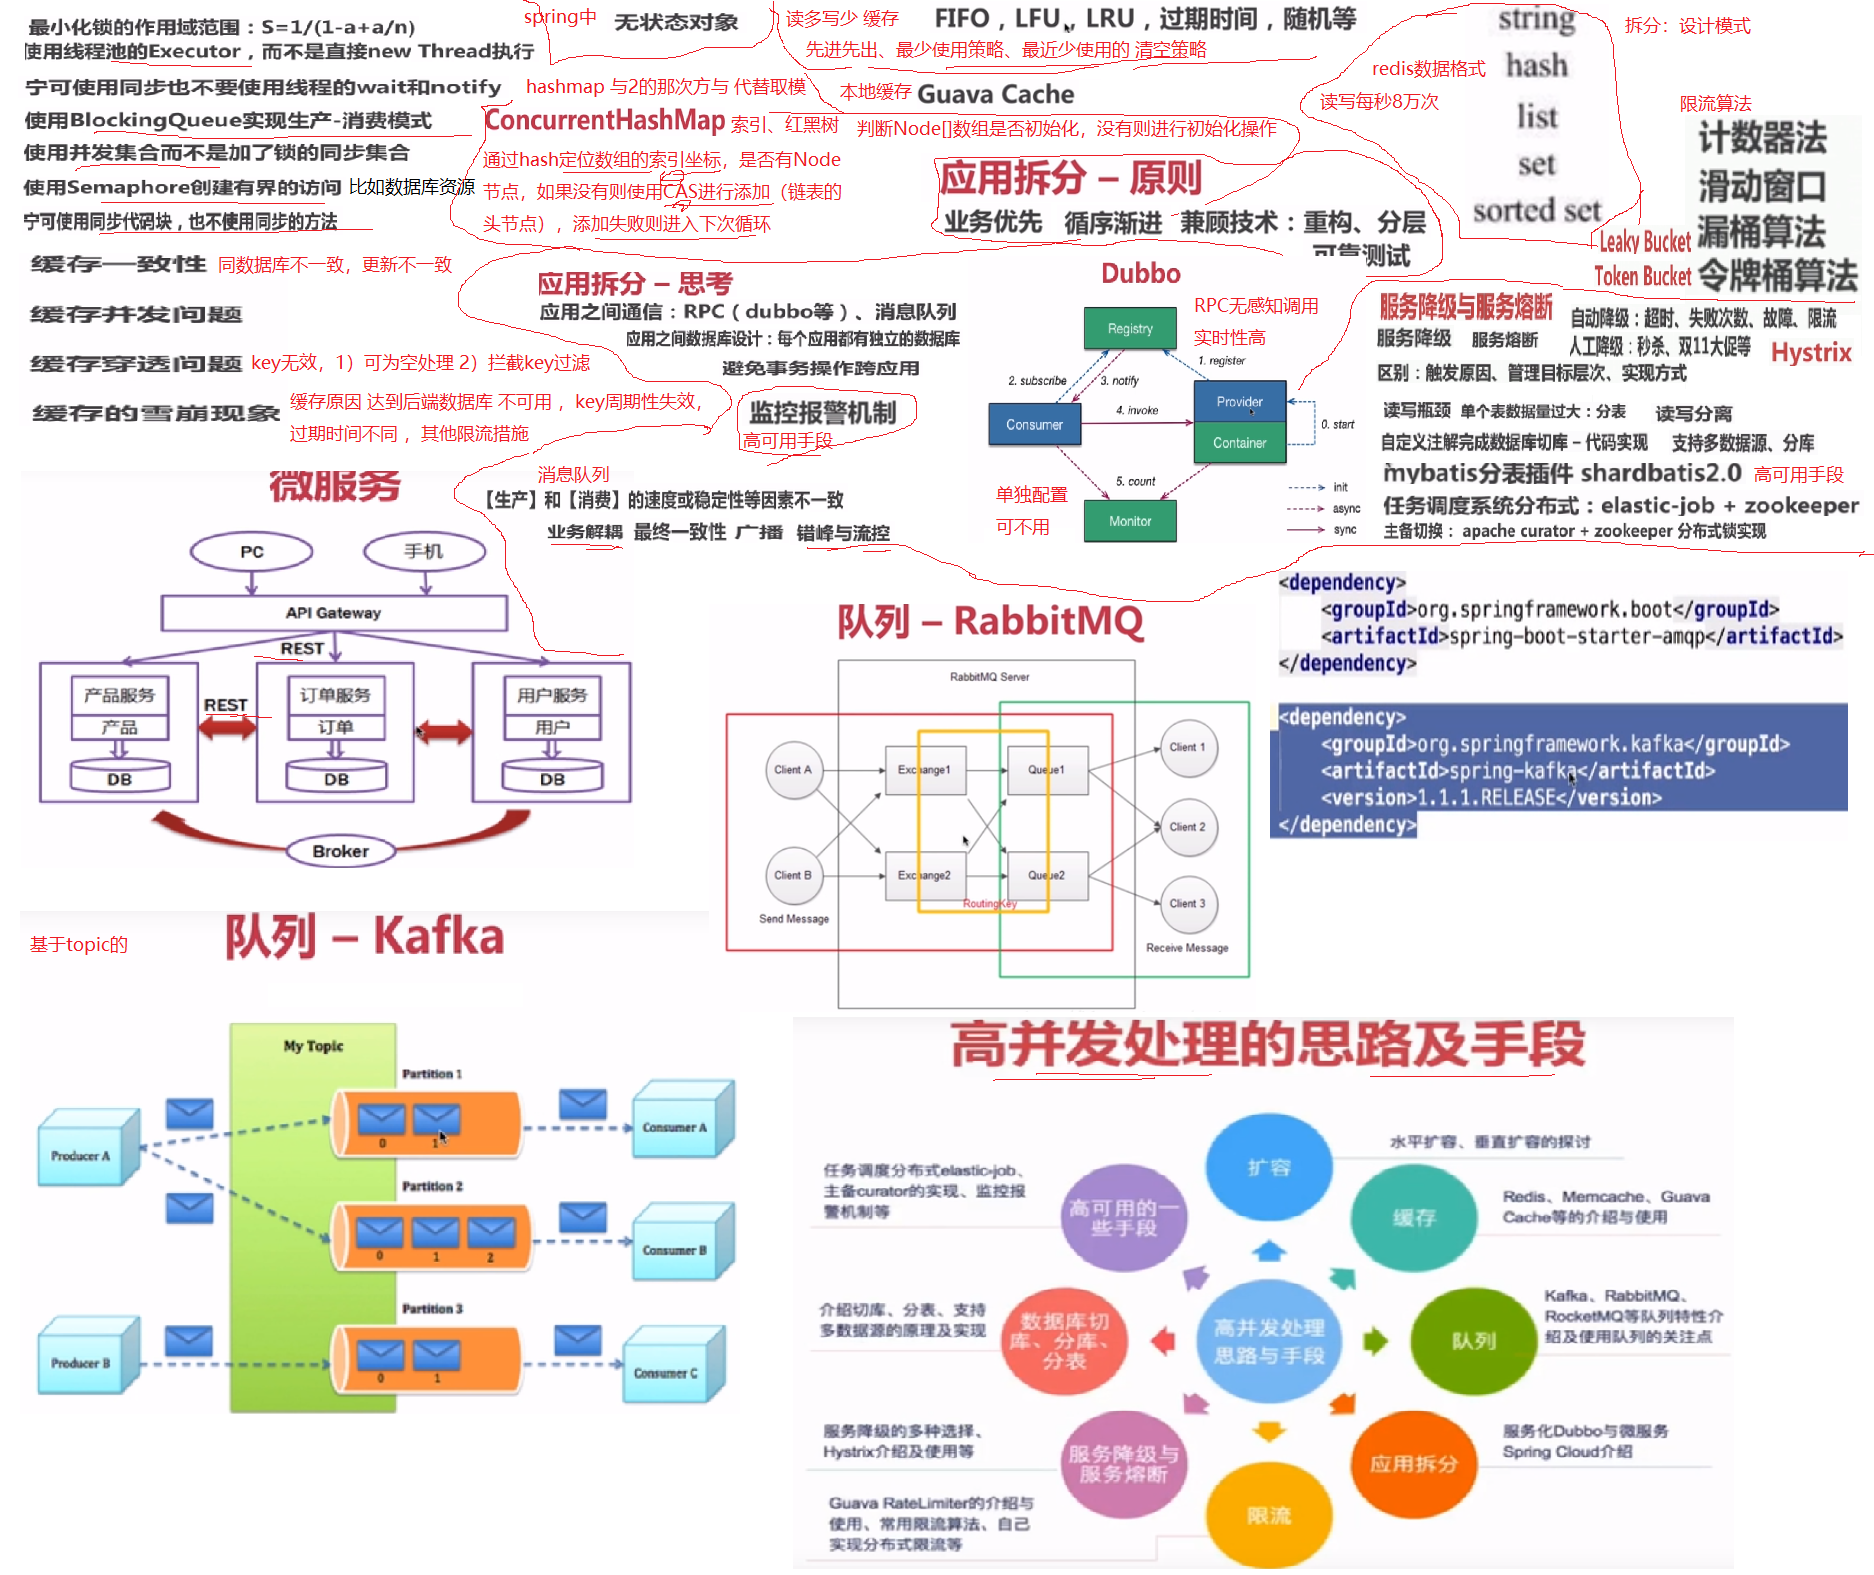 最小化锁的作用域范围：S=1/(1-a+a/n)
使用线程池的Executor，而不是直接new Thread执行
宁可使用同步也不要使用线程的wait和notify
使用BlockingQueue实现生产-消费模式
使用并发集合而不是加了锁的同步集合
使用Semaphore创建有界的访问 比如数据库资源
宁可使用同步代码块，也不使用同步的方法
spring中 无状态对象
hashmap 与2的那次方与 代替取模
ConcurrentHashMap 索引、红黑树
判断Node[]数组是否初始化，没有则进行初始化操作
通过hash定位数组的索引坐标，是否有Node
节点，如果没有则使用CAS进行添加（链表的
头节点），添加失败则进入下次循环
读多写少 缓存 FIFO，LFU，LRU，过期时间，随机等
先进先出、最少使用策略、最近少使用的 清空策略
本地缓存 Guava Cache
应用拆分 – 原则
业务优先 循序渐进 兼顾技术：重构、分层
可靠测试
string
hash
list
set
sorted set
redis数据格式
读写每秒8万次
拆分：设计模式
限流算法
计数器法
滑动窗口
Leaky Bucket 漏桶算法
Token Bucket 令牌桶算法
缓存一致性 同数据库不一致，更新不一致
缓存并发问题
缓存穿透问题 key无效，1）可为空处理 2）拦截key过滤
缓存的雪崩现象 缓存原因 达到后端数据库 不可用，key周期性失效，
过期时间不同，其他限流措施
应用拆分 – 思考
应用之间通信：RPC（dubbo等）、消息队列
应用之间数据库设计：每个应用都有独立的数据库
避免事务操作跨应用
监控报警机制
高可用手段
消息队列
【生产】和【消费】的速度或稳定性等因素不一致
业务解耦 最终一致性 广播 错峰与流控
Dubbo
RPC无感知调用
实时性高
Registry
1. register
2. subscribe
3. notify
Provider
Container
Consumer
4. invoke
0. start
5. count
Monitor
init
async
sync
单独配置
可不用
服务降级与服务熔断
服务降级 服务熔断
自动降级：超时、失败次数、故障、限流
人工降级：秒杀、双11大促等 Hystrix
区别：触发原因、管理目标层次、实现方式
读写瓶颈 单个表数据量过大：分表 读写分离
自定义注解完成数据库切库 – 代码实现 支持多数据源、分库
mybatis分表插件 shardbatis2.0 高可用手段
任务调度系统分布式：elastic-job + zookeeper
主备切换： apache curator + zookeeper 分布式锁实现
微服务
PC
手机
API Gateway
REST
产品服务
产品
DB
REST
订单服务
订单
DB
用户服务
用户
DB
Broker
队列 – RabbitMQ
RabbitMQ Server
Client A
Client B
Send Message
Exchange1
Exchange2
Queue1
Queue2
RoutingKey
Client 1
Client 2
Client 3
Receive Message
<dependency>
<groupId>org.springframework.boot</groupId>
<artifactId>spring-boot-starter-amqp</artifactId>
</dependency>
<dependency>
<groupId>org.springframework.kafka</groupId>
<artifactId>spring-kafka</artifactId>
<version>1.1.1.RELEASE</version>
</dependency>
基于topic的
队列 – Kafka
My Topic
Partition 1
0 1
Partition 2
0 1 2
Partition 3
0 1
Producer A
Producer B
Consumer A
Consumer B
Consumer C
高并发处理的思路及手段
高并发处理
思路与手段
扩容
水平扩容、垂直扩容的探讨
缓存
Redis、Memcache、Guava
Cache等的介绍与使用
队列
Kafka、RabbitMQ、
RocketMQ等队列特性介
绍及使用队列的关注点
应用拆分
服务化Dubbo与微服务
Spring Cloud介绍
限流
Guava RateLimiter的介绍与
使用、常用限流算法、自己
实现分布式限流等
服务降级与
服务熔断
服务降级的多种选择、
Hystrix介绍及使用等
数据库切
库、分库、
分表
介绍切库、分表、支持
多数据源的原理及实现
高可用的一
些手段
任务调度分布式elastic-job、
主备curator的实现、监控报
警机制等